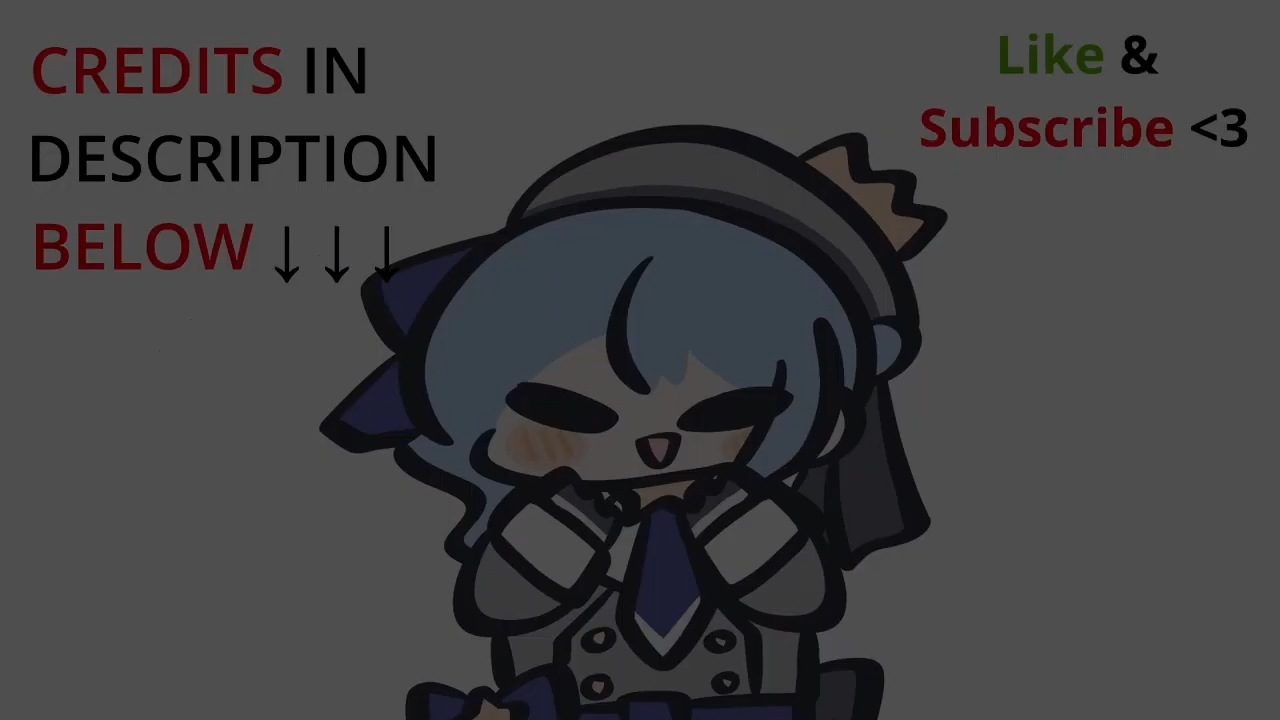 CREDITS IN
DESCRIPTION
BELOW ↓↓↓
Like &
Subscribe <3